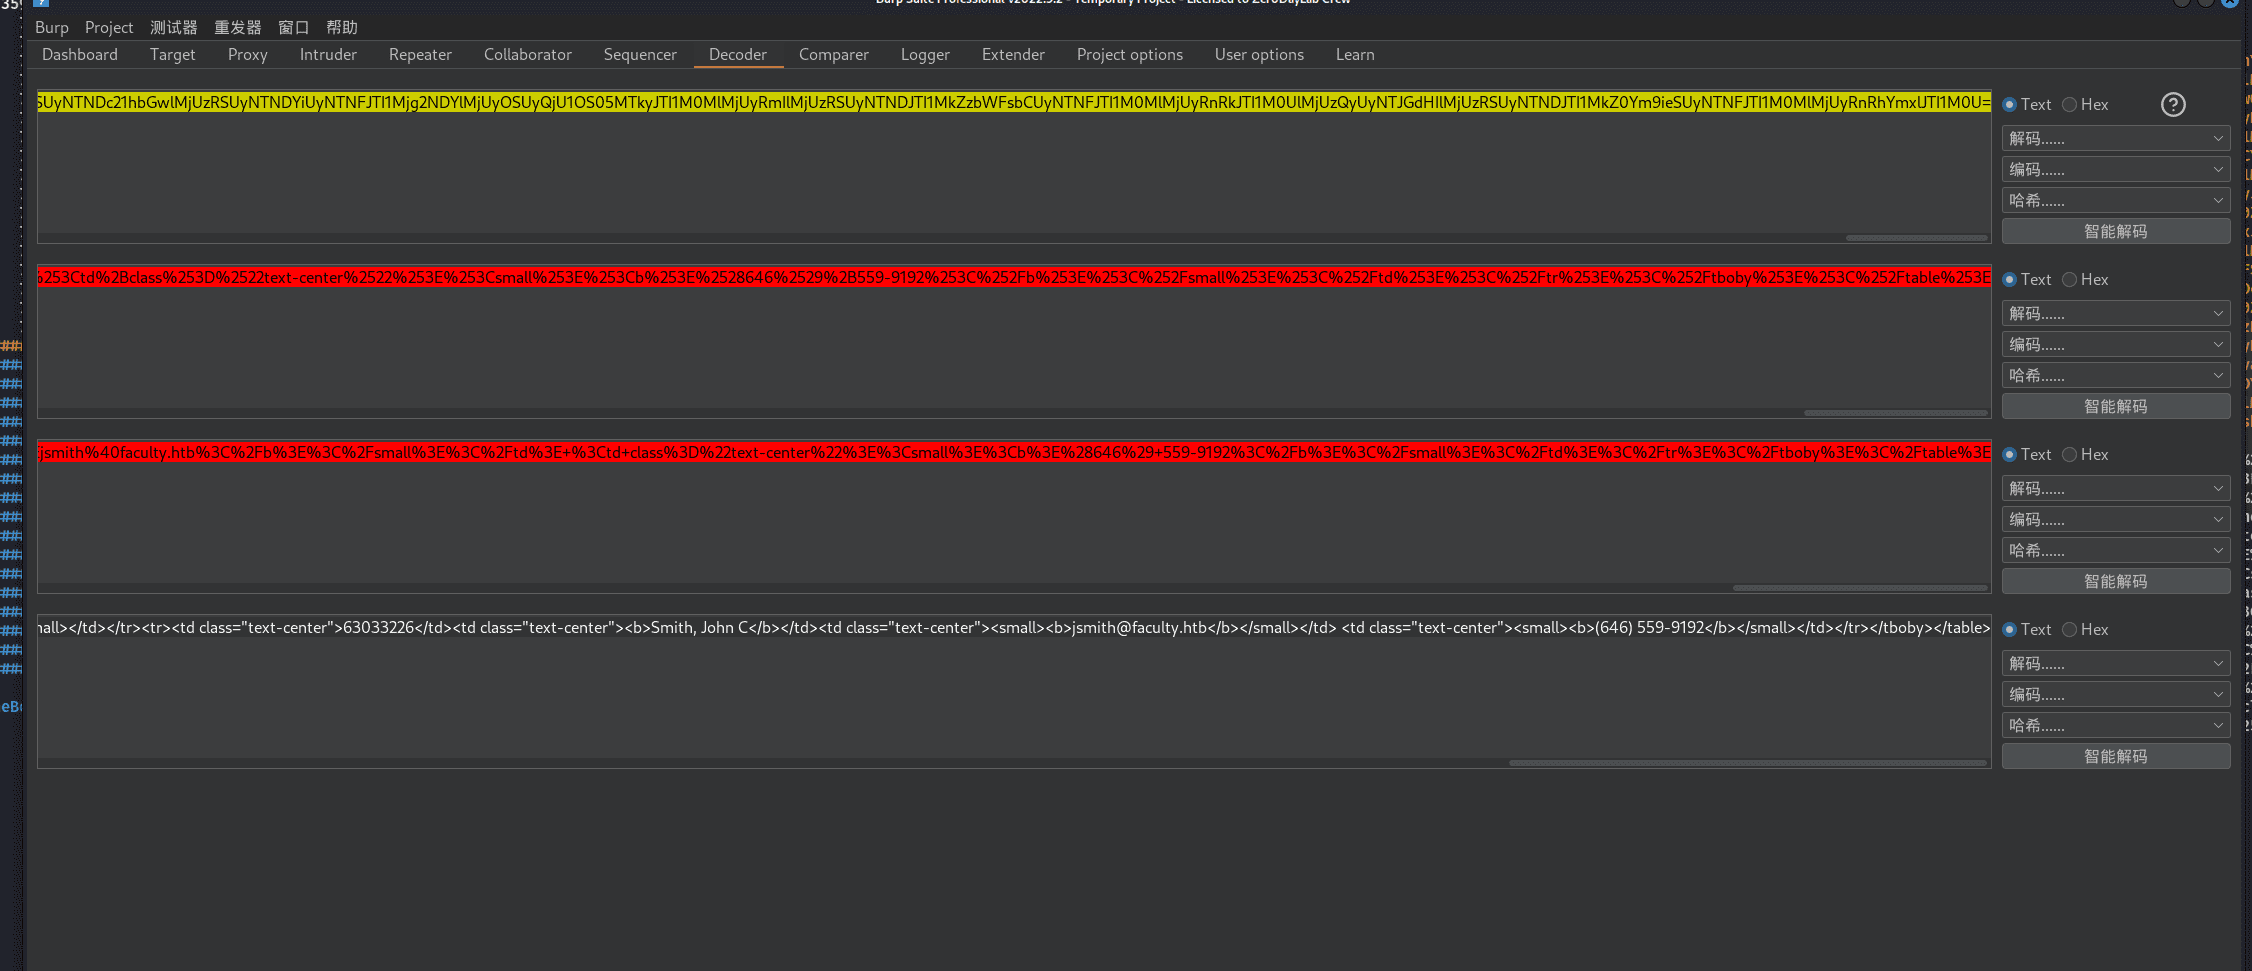 Burp Project 测试器 重发器 窗口 帮助
Dashboard Target Proxy Intruder Repeater Collaborator Sequencer Decoder Comparer Logger Extender Project options User options Learn
SUyNTNDc21hbGwlMjUzRSUyNTNDYiUyNTNFJTI1Mjg2NDYlMjUyOSUyQjU1OS05MTkyJTI1M0MlMjUyRmIlMjUzRSUyNTNDJTI1MkZzbWFsbCUyNTNFJTI1M0MlMjUyRnRkJTI1M0UlMjUzQyUyNTJGdHIlMjUzRSUyNTNDJTI1MkZ0Ym9ieSUyNTNFJTI1M0MlMjUyRnRhYmxlJTI1M0U=
Text Hex
解码......
编码......
哈希......
智能解码
%253Ctd%2Bclass%253D%2522text-center%2522%253E%253Csmall%253E%253Cb%253E%2528646%2529%2B559-9192%253C%252Fb%253E%253C%252Fsmall%253E%253C%252Ftd%253E%253C%252Ftr%253E%253C%252Ftboby%253E%253C%252Ftable%253E
Text Hex
解码......
编码......
哈希......
智能解码
jsmith%40faculty.htb%3C%2Fb%3E%3C%2Fsmall%3E%3C%2Ftd%3E+%3Ctd+class%3D%22text-center%22%3E%3Csmall%3E%3Cb%3E%28646%29+559-9192%3C%2Fb%3E%3C%2Fsmall%3E%3C%2Ftd%3E%3C%2Ftr%3E%3C%2Ftboby%3E%3C%2Ftable%3E
Text Hex
解码......
编码......
哈希......
智能解码
all></td></tr><tr><td class="text-center">63033226</td><td class="text-center"><b>Smith, John C</b></td><td class="text-center"><small><b>jsmith@faculty.htb</b></small></td> <td class="text-center"><small><b>(646) 559-9192</b></small></td></tr></tboby></table>
Text Hex
解码......
编码......
哈希......
智能解码